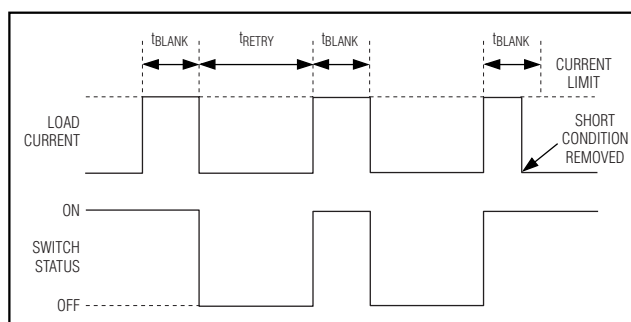 tBLANK
tRETRY
tBLANK
tBLANK
CURRENT
LIMIT
LOAD
CURRENT
SHORT
CONDITION
REMOVED
ON
SWITCH
STATUS
OFF